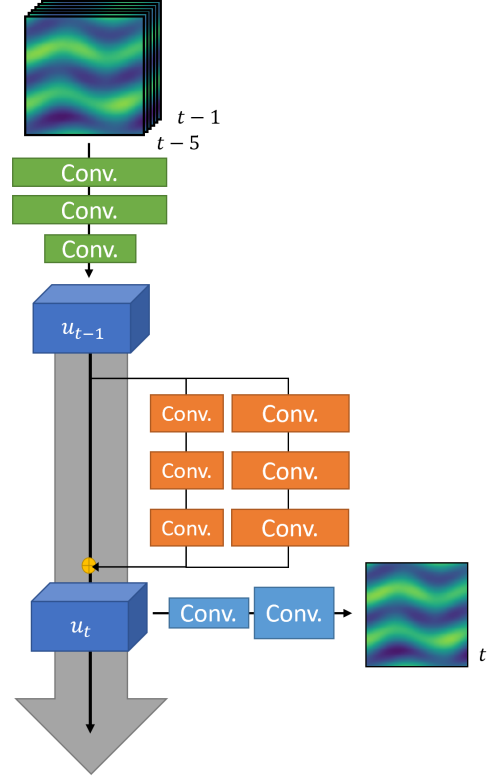 t − 1
t − 5
Conv.
Conv.
Conv.
u_{t−1}
Conv. Conv.
Conv. Conv.
Conv. Conv.
u_t
Conv. Conv.
t